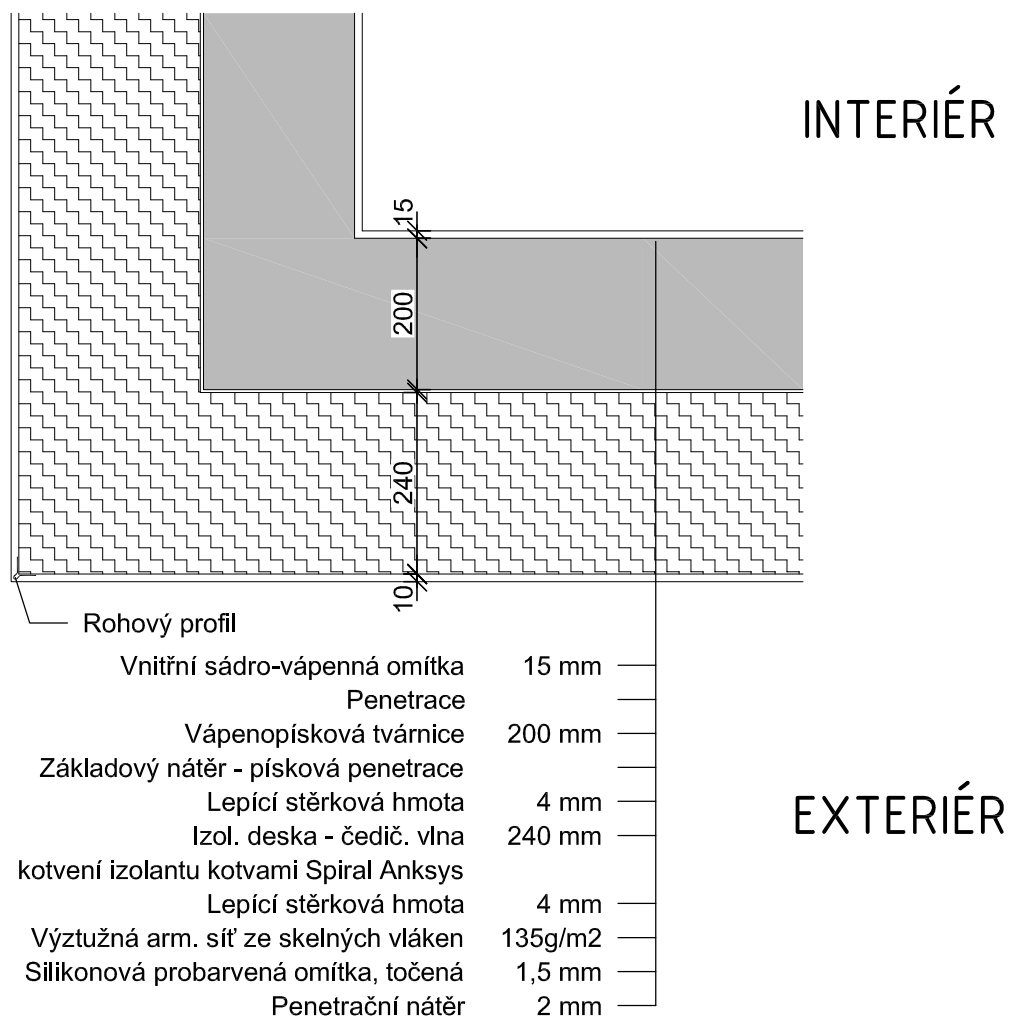 INTERIÉR
15
200
240
10
Rohový profil
Vnitřní sádro-vápenná omítka 15 mm
Penetrace
Vápenopísková tvárnice 200 mm
Základový nátěr - písková penetrace
Lepící stěrková hmota 4 mm
Izol. deska - čedič. vlna 240 mm
EXTERIÉR
kotvení izolantu kotvami Spiral Anksys
Lepící stěrková hmota 4 mm
Výztužná arm. síť ze skelných vláken 135g/m2
Silikonová probarvená omítka, točená 1,5 mm
Penetrační nátěr 2 mm